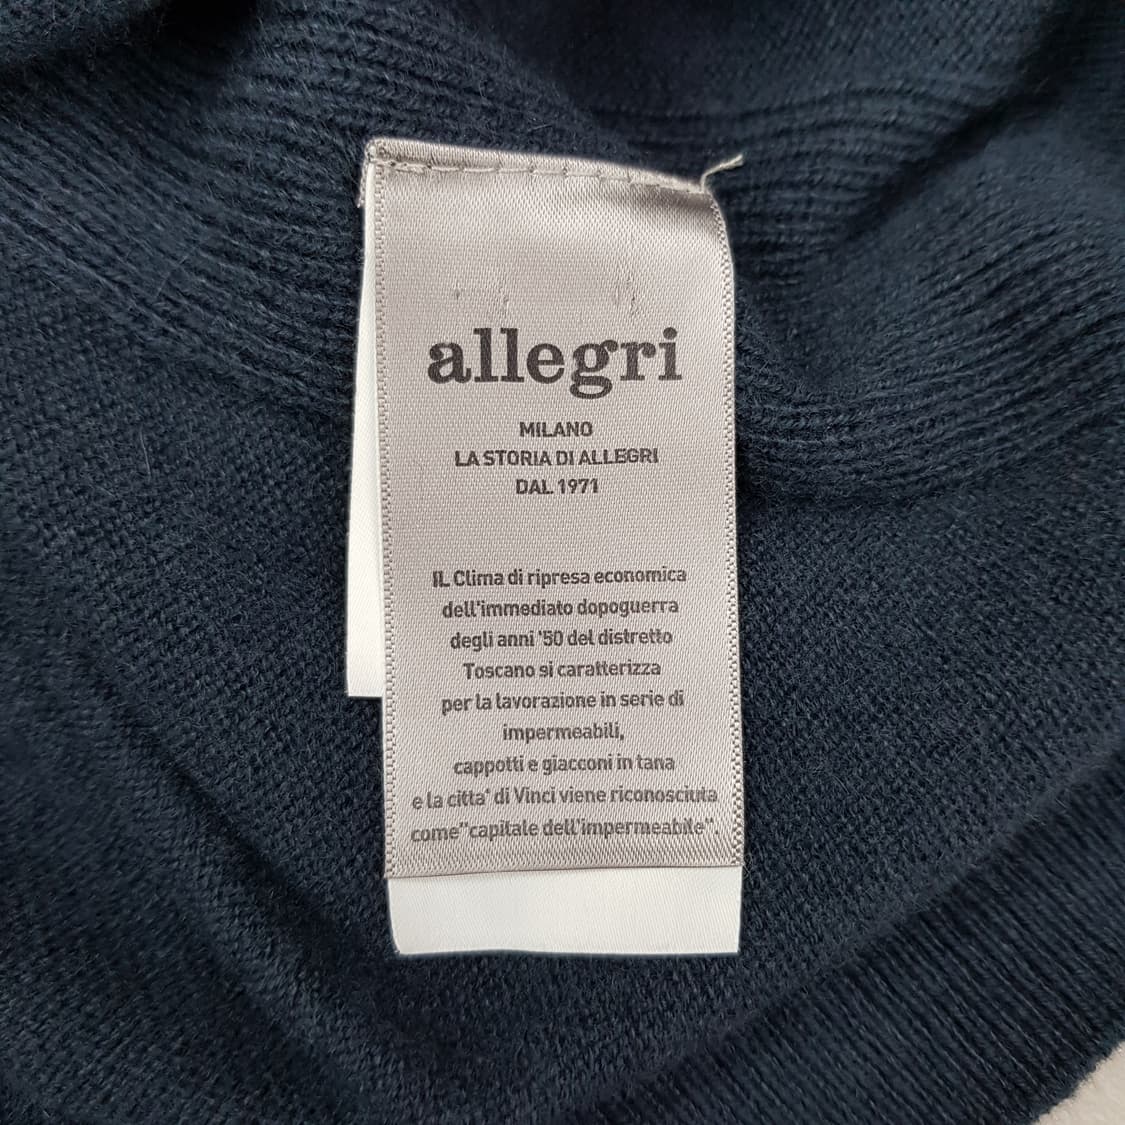 allegri
MILANO
LA STORIA DI ALLEGRI
DAL 1971
IL Clima di ripresa economica
dell'immediato dopoguerra
degli anni '50 del distretto
Toscano si caratterizza
per la lavorazione in serie di
impermeabili,
cappotti e giacconi in tana
e la citta' di Vinci viene riconosciuta
come"capitale dell'impermeabile".